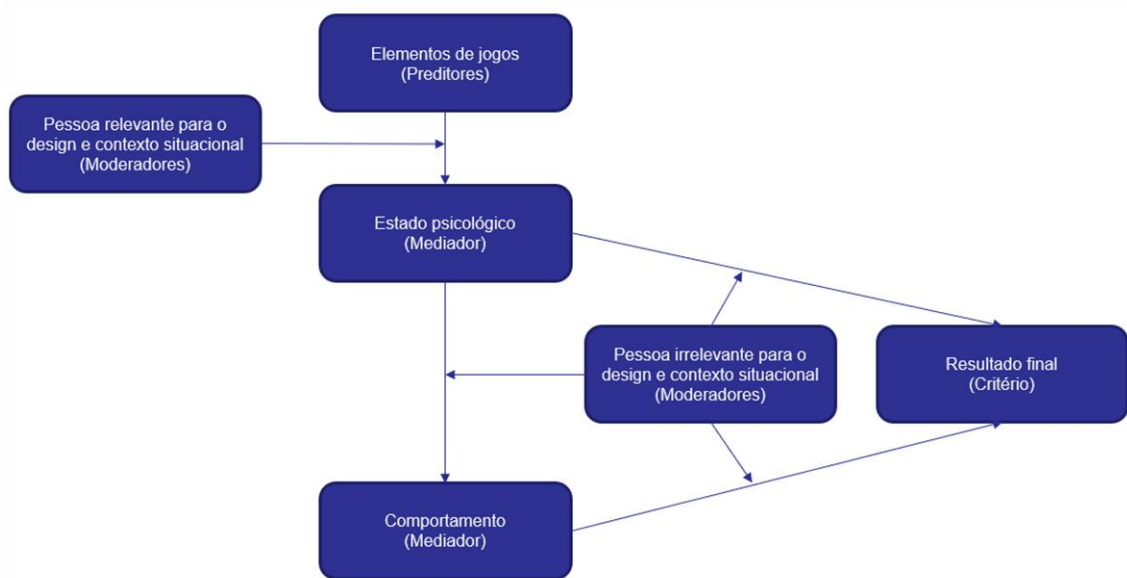 Elementos de jogos
(Preditores)
Pessoa relevante para o
design e contexto situacional
(Moderadores)
Estado psicológico
(Mediador)
Pessoa irrelevante para o
design e contexto situacional
(Moderadores)
Resultado final
(Critério)
Comportamento
(Mediador)